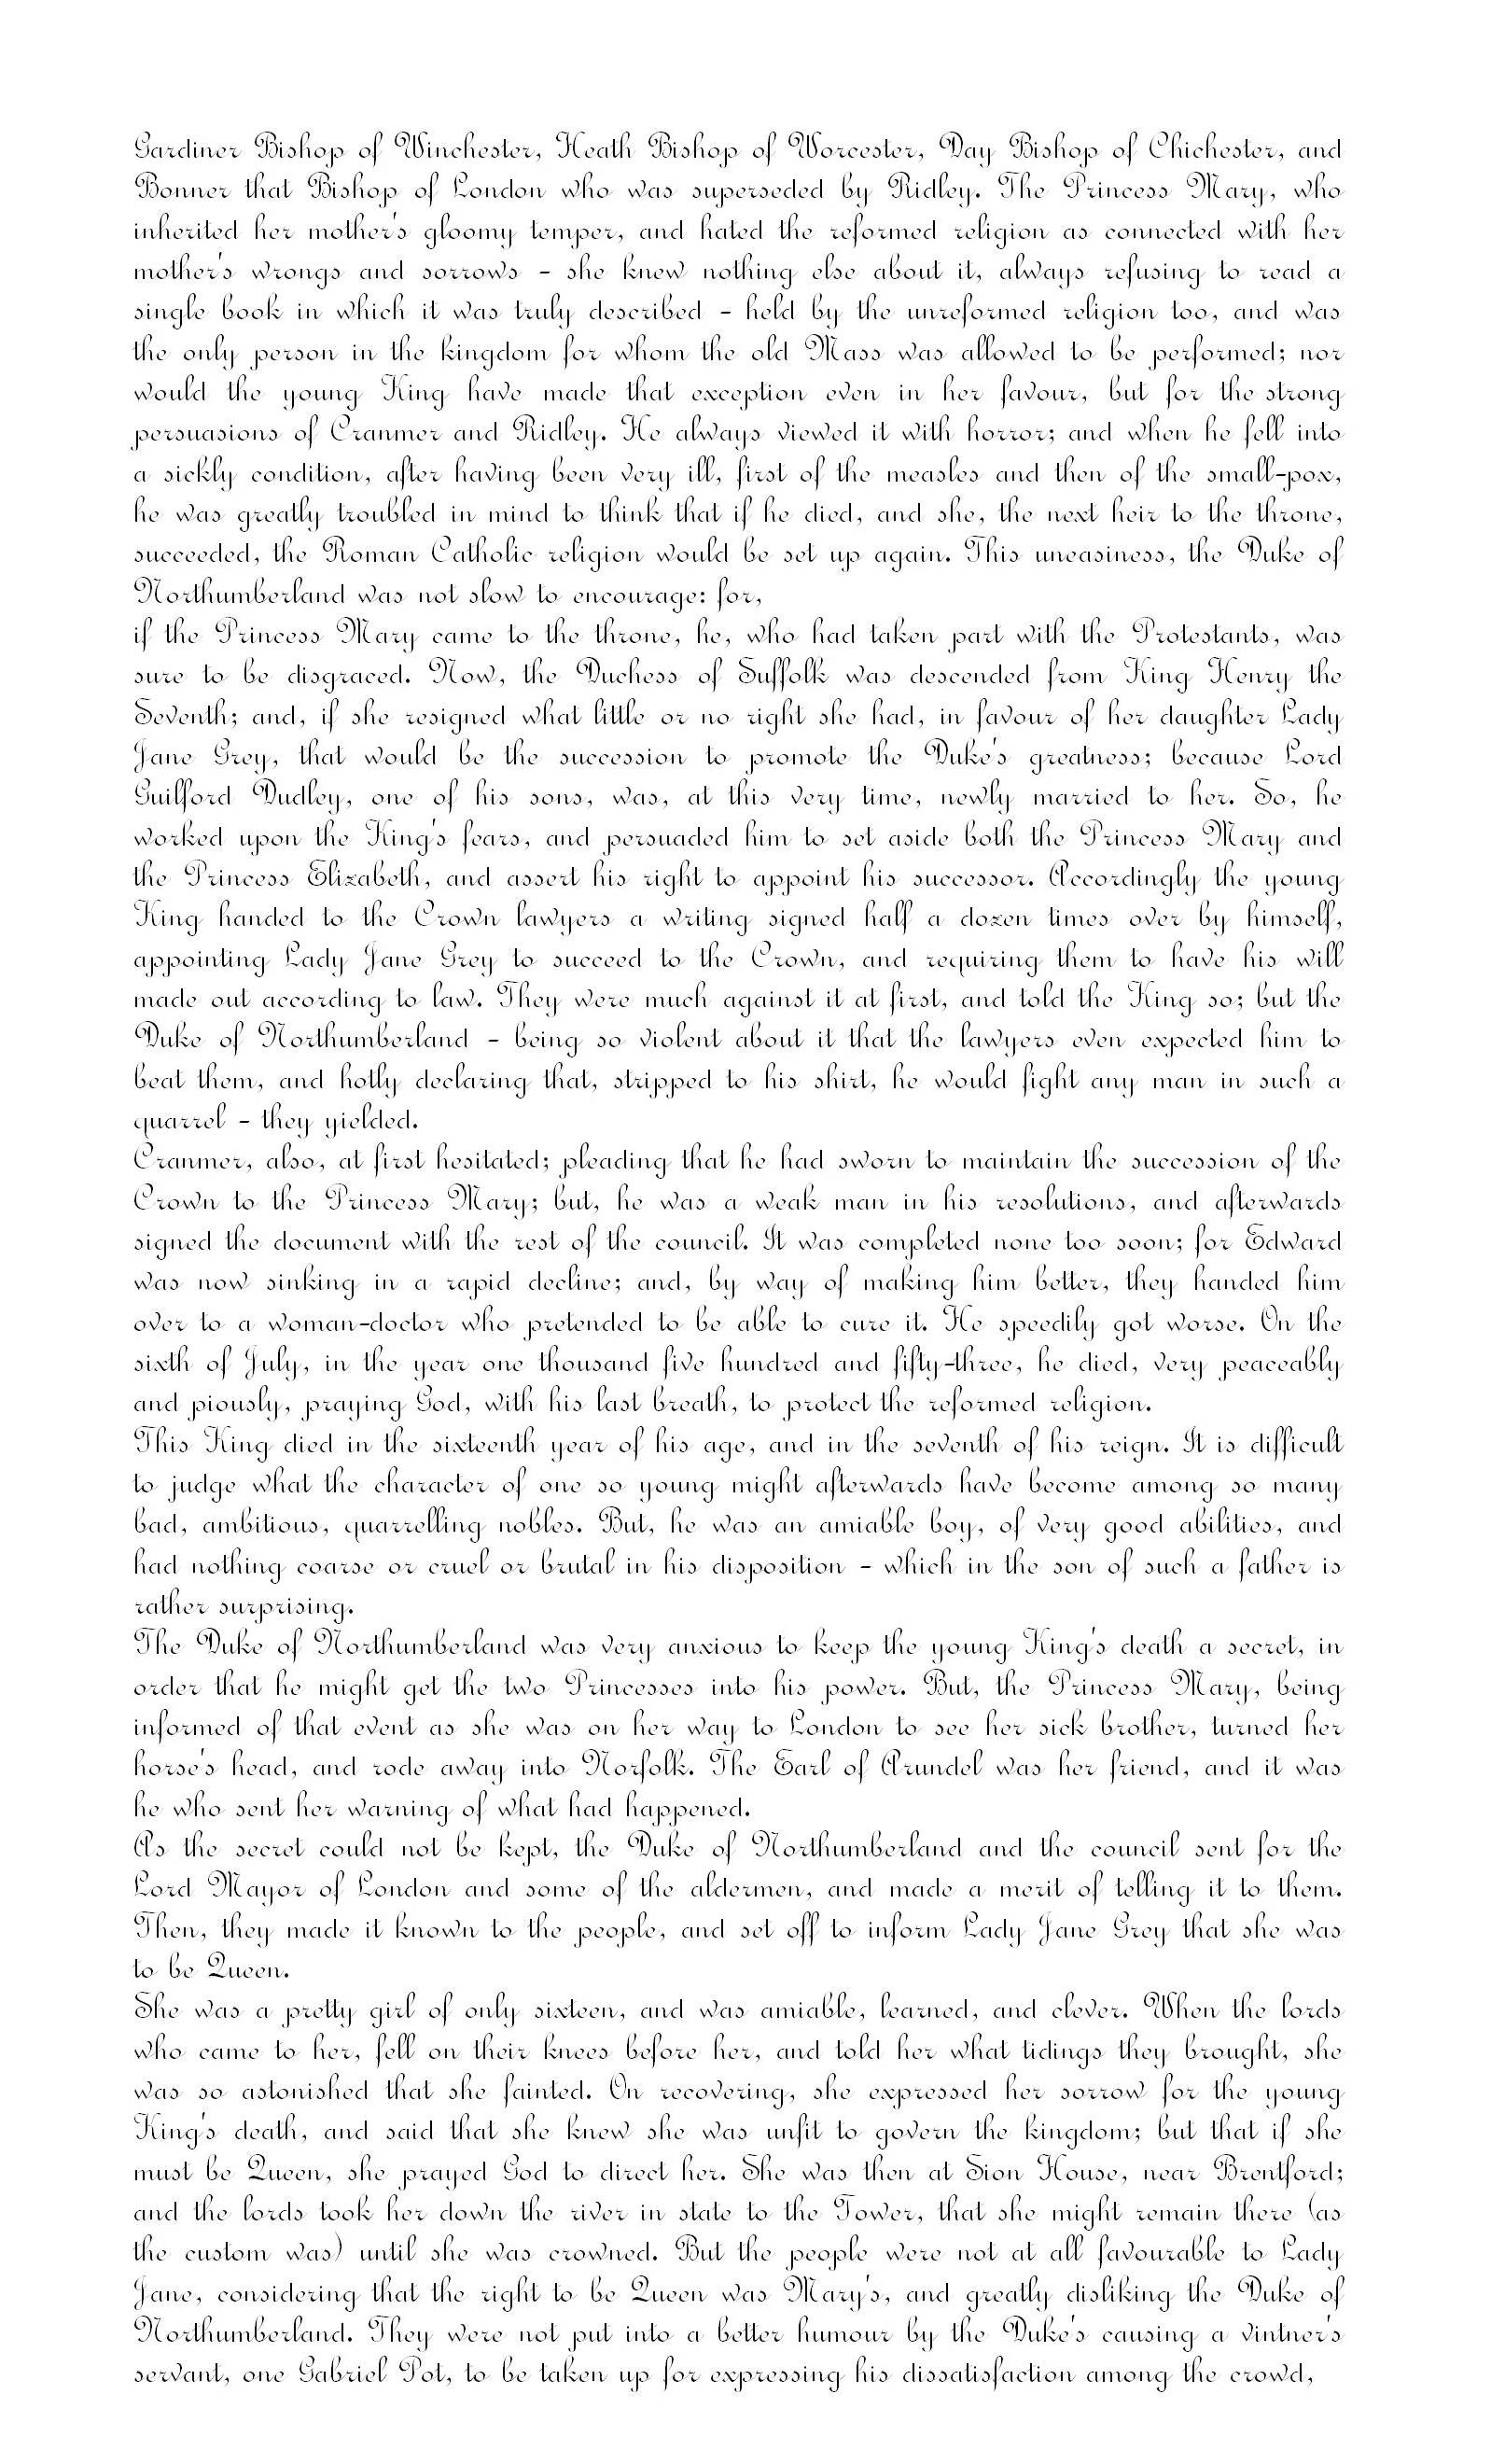 Gardiner Bishop of Winchester, Heath Bishop of Worcester, Day Bishop of Chichester, and
Bonner that Bishop of London who was superseded by Ridley. The Princess Mary, who
inherited her mother's gloomy temper, and hated the reformed religion as connected with her
mother's wrongs and sorrows - she knew nothing else about it, always refusing to read a
single book in which it was truly described - held by the unreformed religion too, and was
the only person in the kingdom for whom the old Mass was allowed to be performed; nor
would the young King have made that exception even in her favour, but for the strong
persuasions of Cranmer and Ridley. He always viewed it with horror; and when he fell into
a sickly condition, after having been very ill, first of the measles and then of the small-pox,
he was greatly troubled in mind to think that if he died, and she, the next heir to the throne,
succeeded, the Roman Catholic religion would be set up again. This uneasiness, the Duke of
Northumberland was not slow to encourage: for,
if the Princess Mary came to the throne, he, who had taken part with the Protestants, was
sure to be disgraced. Now, the Duchess of Suffolk was descended from King Henry the
Seventh; and, if she resigned what little or no right she had, in favour of her daughter Lady
Jane Grey, that would be the succession to promote the Duke's greatness; because Lord
Guilford Dudley, one of his sons, was, at this very time, newly married to her. So, he
worked upon the King's fears, and persuaded him to set aside both the Princess Mary and
the Princess Elizabeth, and assert his right to appoint his successor. Accordingly the young
King handed to the Crown lawyers a writing signed half a dozen times over by himself,
appointing Lady Jane Grey to succeed to the Crown, and requiring them to have his will
made out according to law. They were much against it at first, and told the King so; but the
Duke of Northumberland - being so violent about it that the lawyers even expected him to
beat them, and hotly declaring that, stripped to his shirt, he would fight any man in such a
quarrel - they yielded.
Cranmer, also, at first hesitated; pleading that he had sworn to maintain the succession of the
Crown to the Princess Mary; but, he was a weak man in his resolutions, and afterwards
signed the document with the rest of the council. It was completed none too soon; for Edward
was now sinking in a rapid decline; and, by way of making him better, they handed him
over to a woman-doctor who pretended to be able to cure it. He speedily got worse. On the
sixth of July, in the year one thousand five hundred and fifty-three, he died, very peaceably
and piously, praying God, with his last breath, to protect the reformed religion.
This King died in the sixteenth year of his age, and in the seventh of his reign. It is difficult
to judge what the character of one so young might afterwards have become among so many
bad, ambitious, quarrelling nobles. But, he was an amiable boy, of very good abilities, and
had nothing coarse or cruel or brutal in his disposition - which in the son of such a father is
rather surprising.
The Duke of Northumberland was very anxious to keep the young King's death a secret, in
order that he might get the two Princesses into his power. But, the Princess Mary, being
informed of that event as she was on her way to London to see her sick brother, turned her
horse's head, and rode away into Norfolk. The Earl of Arundel was her friend, and it was
he who sent her warning of what had happened.
As the secret could not be kept, the Duke of Northumberland and the council sent for the
Lord Mayor of London and some of the aldermen, and made a merit of telling it to them.
Then, they made it known to the people, and set off to inform Lady Jane Grey that she was
to be Queen.
She was a pretty girl of only sixteen, and was amiable, learned, and clever. When the lords
who came to her, fell on their knees before her, and told her what tidings they brought, she
was so astonished that she fainted. On recovering, she expressed her sorrow for the young
King's death, and said that she knew she was unfit to govern the kingdom; but that if she
must be Queen, she prayed God to direct her. She was then at Sion House, near Brentford;
and the lords took her down the river in state to the Tower, that she might remain there (as
the custom was) until she was crowned. But the people were not at all favourable to Lady
Jane, considering that the right to be Queen was Mary's, and greatly disliking the Duke of
Northumberland. They were not put into a better humour by the Duke's causing a vintner's
servant, one Gabriel Pot, to be taken up for expressing his dissatisfaction among the crowd,